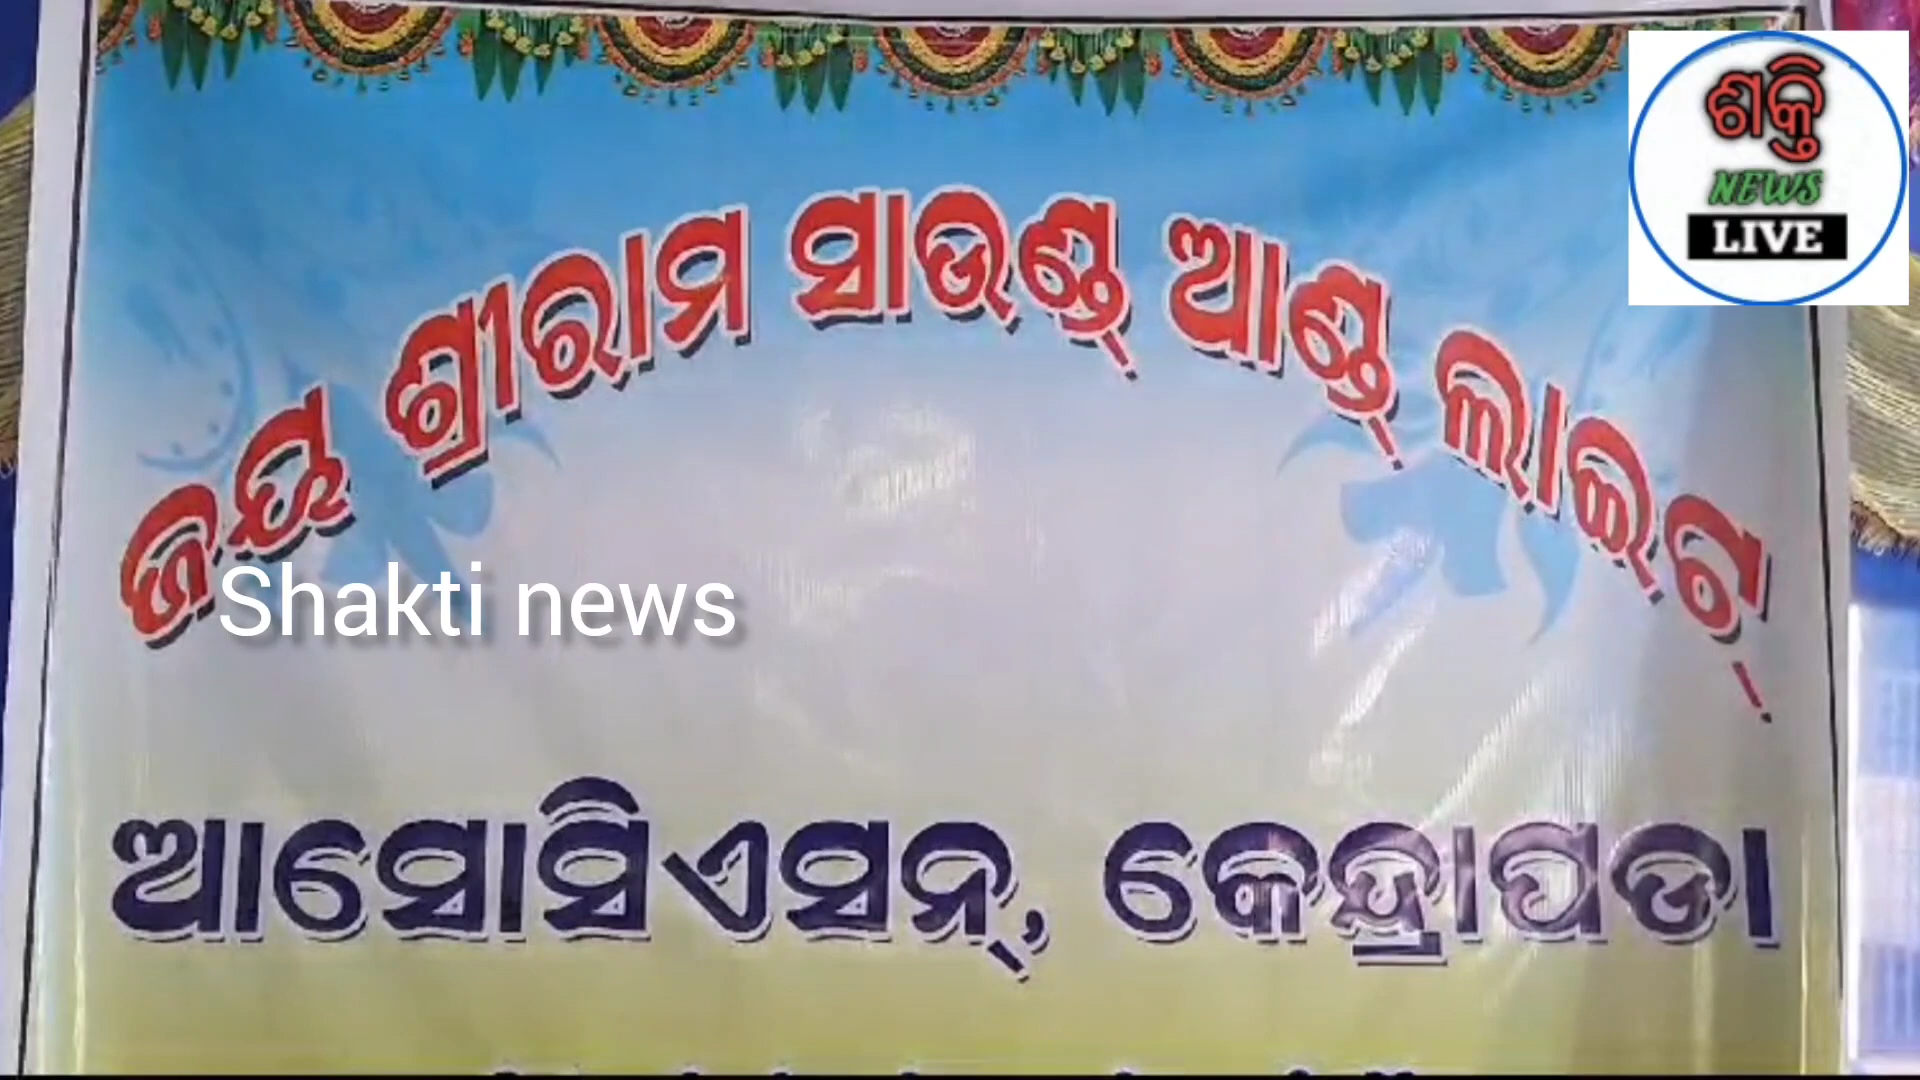 ଶକ୍ତି
NEWS
LIVE
ଜୟ ଶ୍ରୀରାମ ସାଉଣ୍ଡ୍ ଆଣ୍ଡ୍ ଲାଇଟ୍
Shakti news
ଆସୋସିଏସନ୍, କେନ୍ଦ୍ରାପଡା